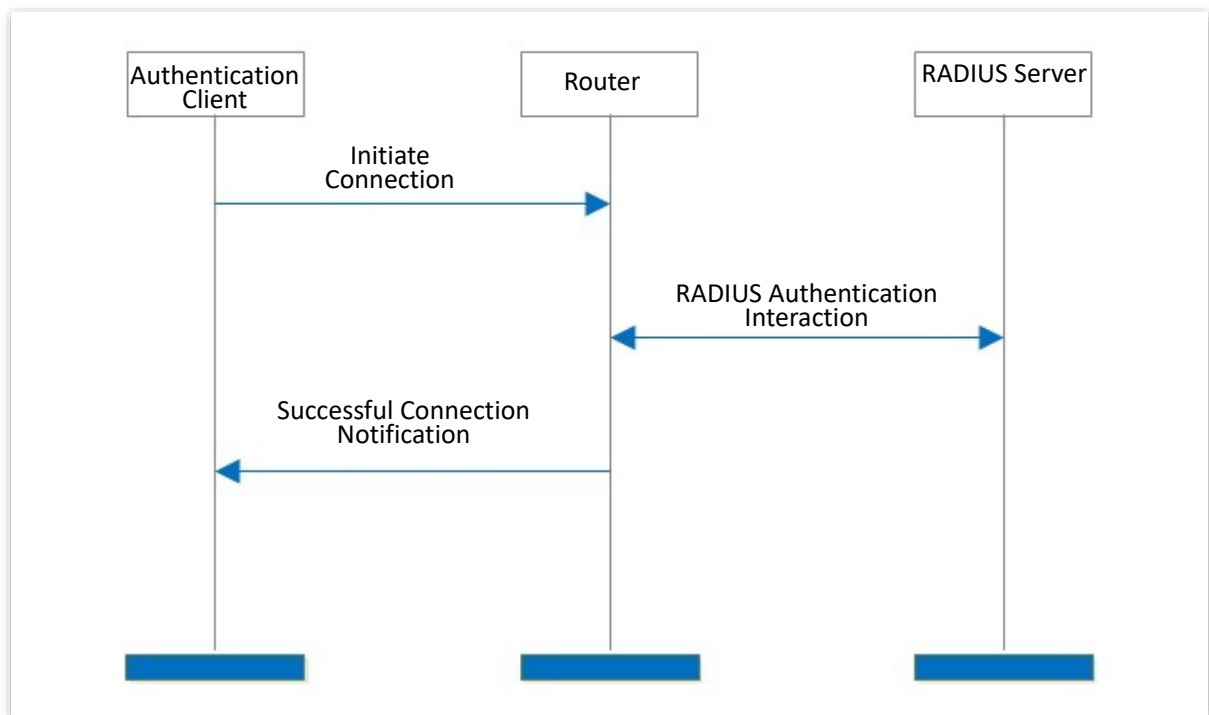 Authentication
Client
Router
RADIUS Server
Initiate
Connection
RADIUS Authentication
Interaction
Successful Connection
Notification